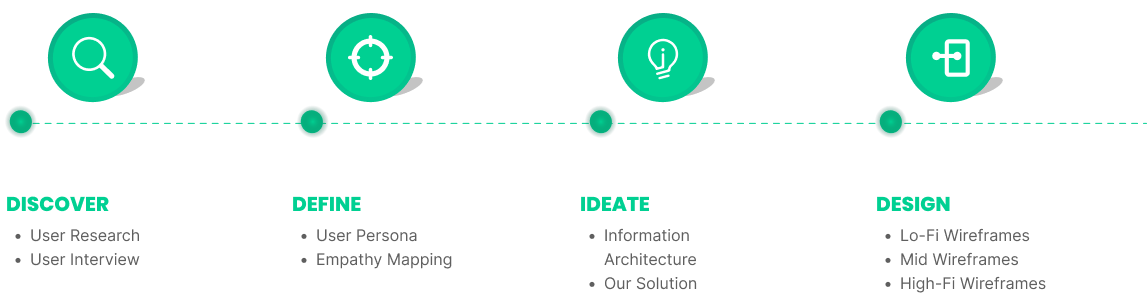 DISCOVER
• User Research
• User Interview
DEFINE
• User Persona
• Empathy Mapping
IDEATE
• Information
Architecture
• Our Solution
DESIGN
• Lo-Fi Wireframes
• Mid Wireframes
• High-Fi Wireframes